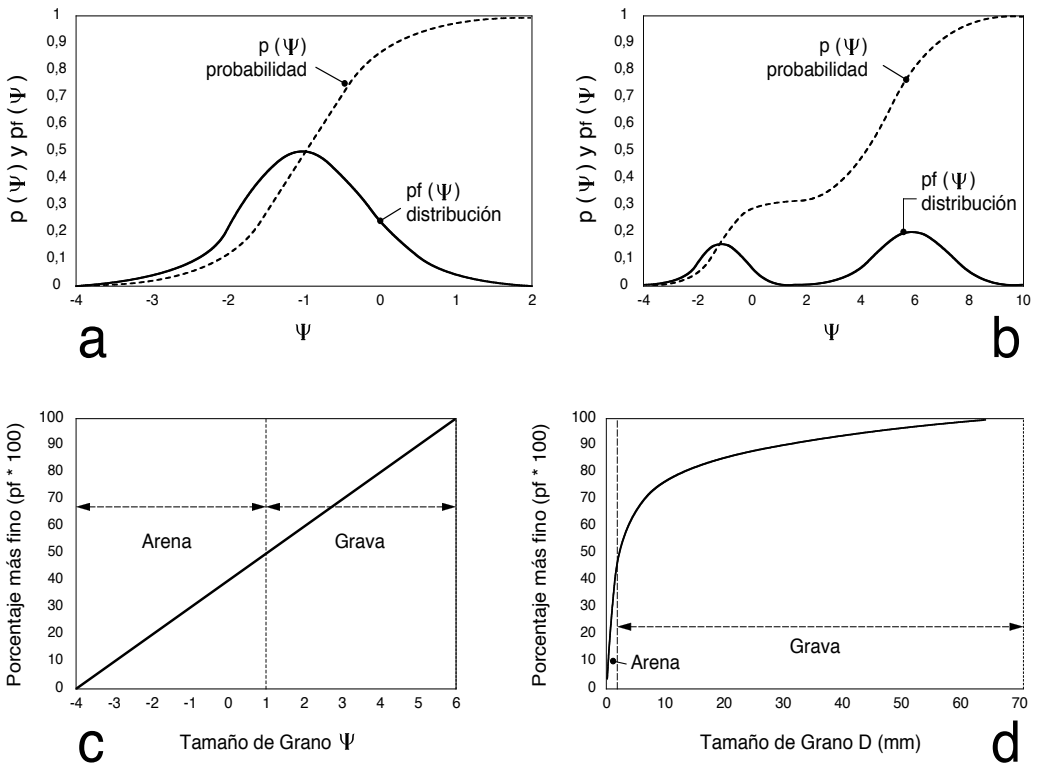 p (Ψ) y pf (Ψ)
1
0,9
0,8
0,7
0,6
0,5
0,4
0,3
0,2
0,1
0
p (Ψ)
probabilidad
pf (Ψ)
distribución
-4 -3 -2 -1 0 1 2
Ψ
a
p (Ψ) y pf (Ψ)
1
0,9
0,8
0,7
0,6
0,5
0,4
0,3
0,2
0,1
0
p (Ψ)
probabilidad
pf (Ψ)
distribución
-4 -2 0 2 4 6 8 10
Ψ
b
Porcentaje más fino (pf * 100)
100
90
80
70
60
50
40
30
20
10
0
Arena
Grava
-4 -3 -2 -1 0 1 2 3 4 5 6
Tamaño de Grano Ψ
c
Porcentaje más fino (pf * 100)
100
90
80
70
60
50
40
30
20
10
0
Grava
Arena
0 10 20 30 40 50 60 70
Tamaño de Grano D (mm)
d